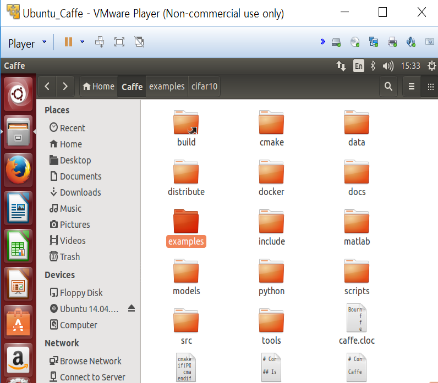 Ubuntu_Caffe - VMware Player (Non-commercial use only)
Player
Caffe
En
15:33
Home Caffe examples cifar10
Places
Recent
Home
Desktop
Documents
Downloads
Music
Pictures
Videos
Trash
Devices
Floppy Disk
Ubuntu 14.04....
Computer
Network
Browse Network
Connect to Server
build cmake data
distribute docker docs
examples include matlab
models python scripts
src tools caffe.cloc